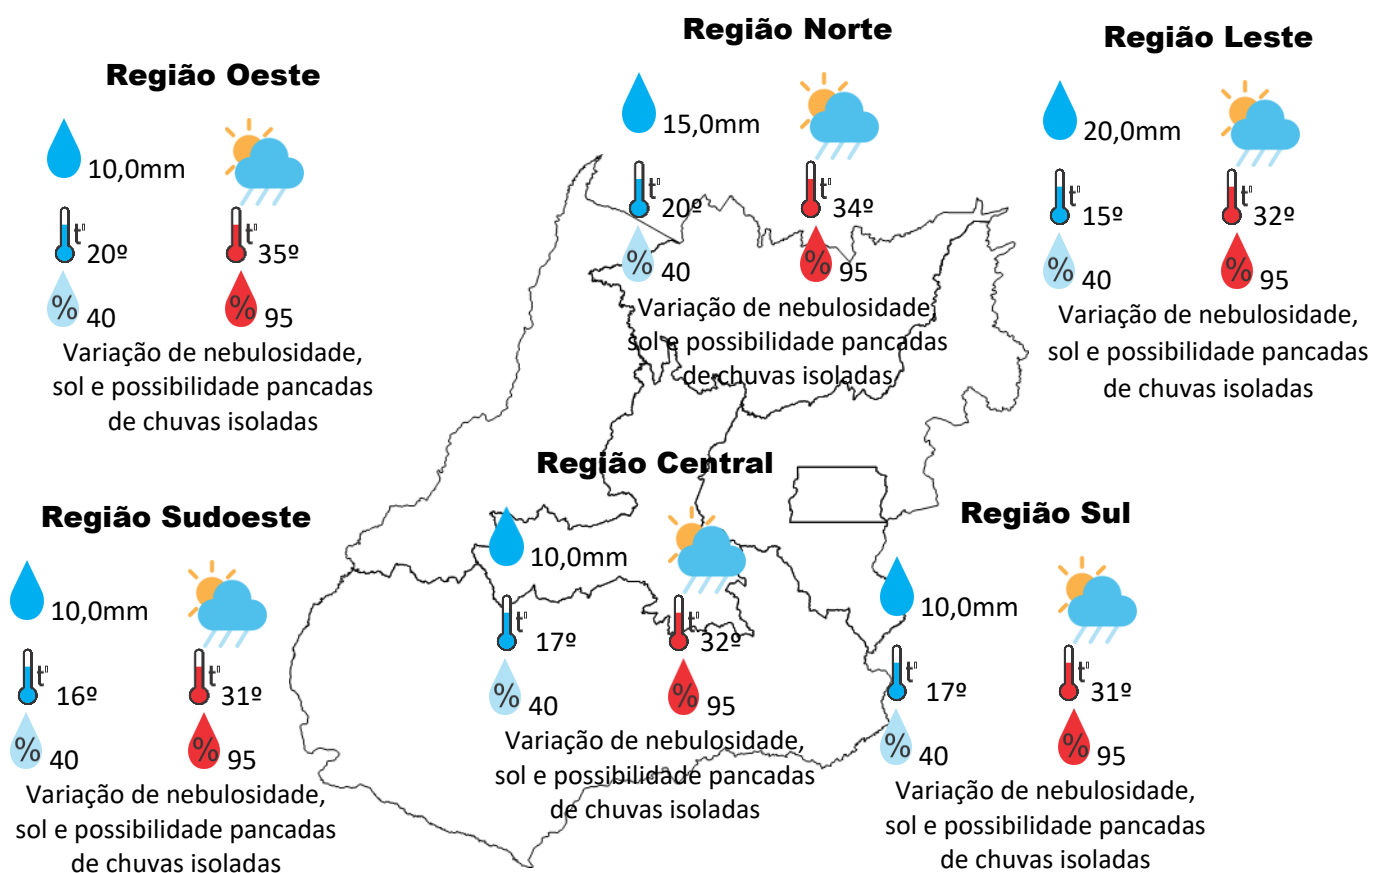 Região Oeste
10,0mm
t°
20º
t°
35º
%
40
%
95
Variação de nebulosidade,
sol e possibilidade pancadas
de chuvas isoladas
Região Norte
15,0mm
t°
20º
t°
34º
%
40
%
95
Variação de nebulosidade,
sol e possibilidade pancadas
de chuvas isoladas
Região Leste
20,0mm
t°
15º
t°
32º
%
40
%
95
Variação de nebulosidade,
sol e possibilidade pancadas
de chuvas isoladas
Região Sudoeste
10,0mm
t°
16º
t°
31º
%
40
%
95
Variação de nebulosidade,
sol e possibilidade pancadas
de chuvas isoladas
Região Central
10,0mm
t°
17º
t°
32º
%
40
%
95
Variação de nebulosidade,
sol e possibilidade pancadas
de chuvas isoladas
Região Sul
10,0mm
t°
17º
t°
31º
%
40
%
95
Variação de nebulosidade,
sol e possibilidade pancadas
de chuvas isoladas